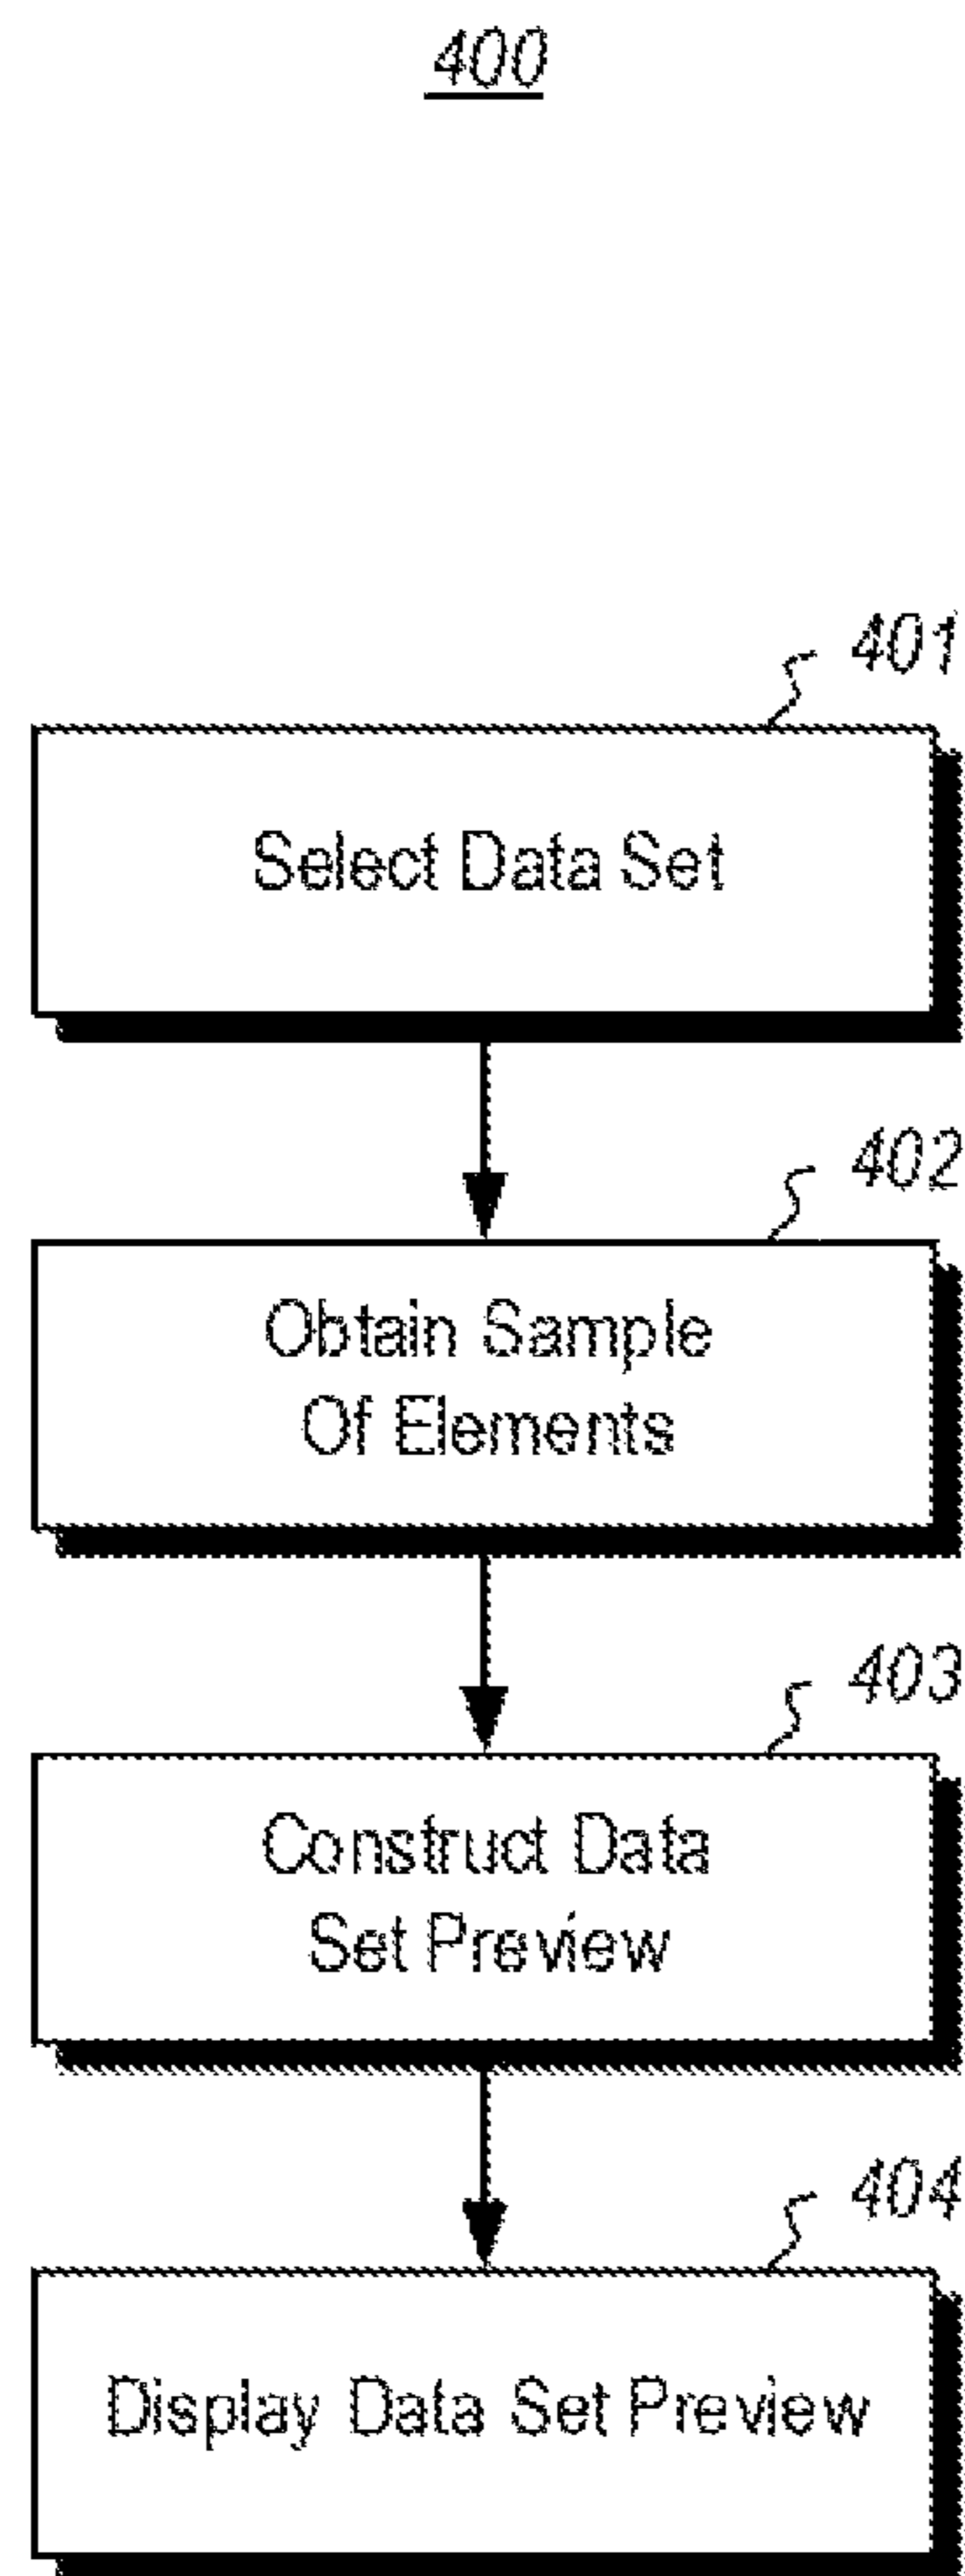 400
401
Select Data Set
402
Obtain Sample
Of Elements
403
Construct Data
Set Preview
404
Display Data Set Preview